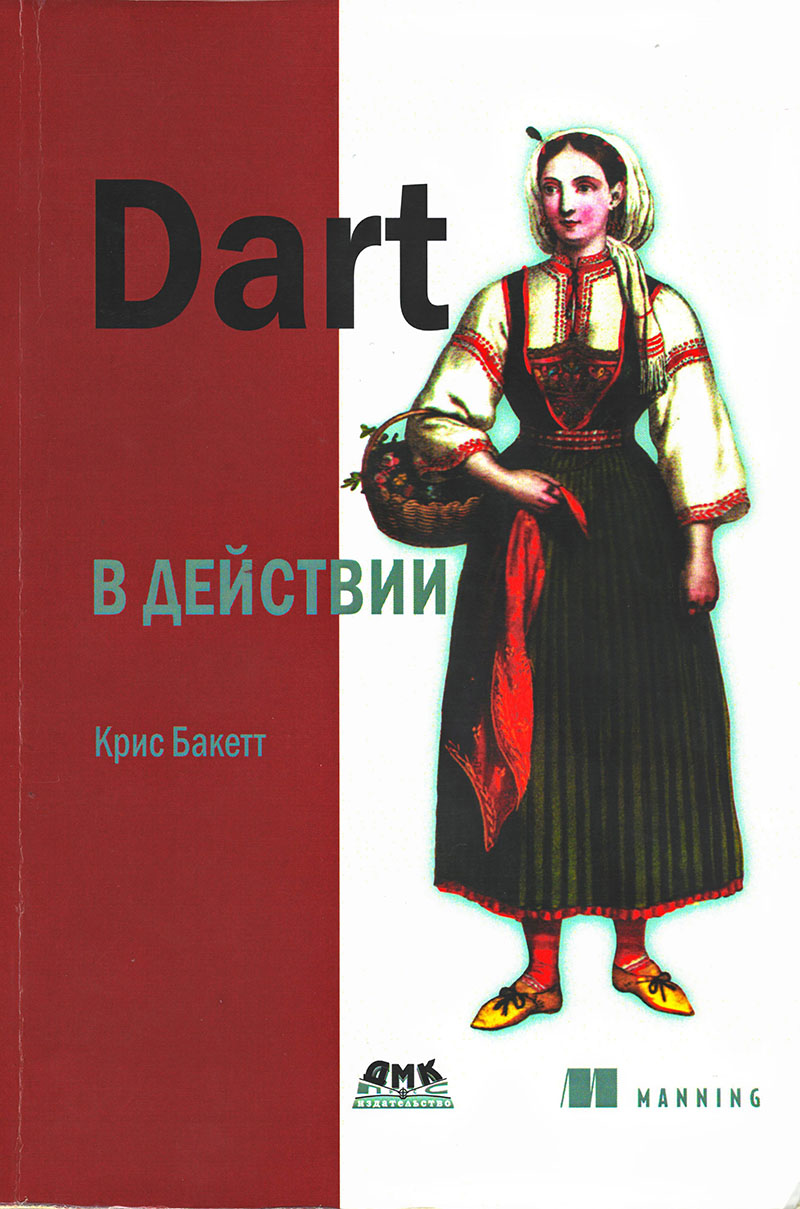 Dart
в действии
Крис Бакетт
ДМК
издательство
MANNING